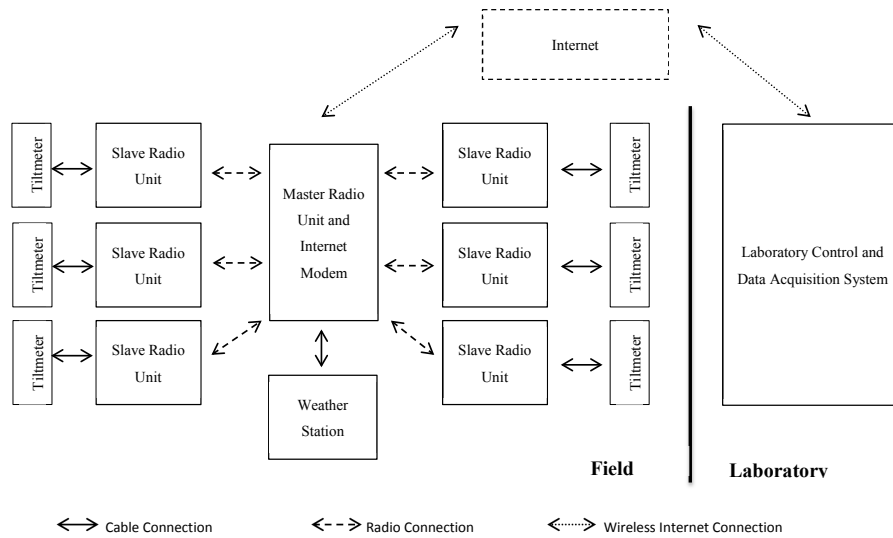 Internet
Tiltmeter
Slave Radio
Unit
Master Radio
Unit and
Internet
Modem
Slave Radio
Unit
Tiltmeter
Tiltmeter
Slave Radio
Unit
Slave Radio
Unit
Tiltmeter
Laboratory Control and
Data Acquisition System
Tiltmeter
Slave Radio
Unit
Slave Radio
Unit
Tiltmeter
Weather
Station
Field
Laboratory
Cable Connection
Radio Connection
Wireless Internet Connection